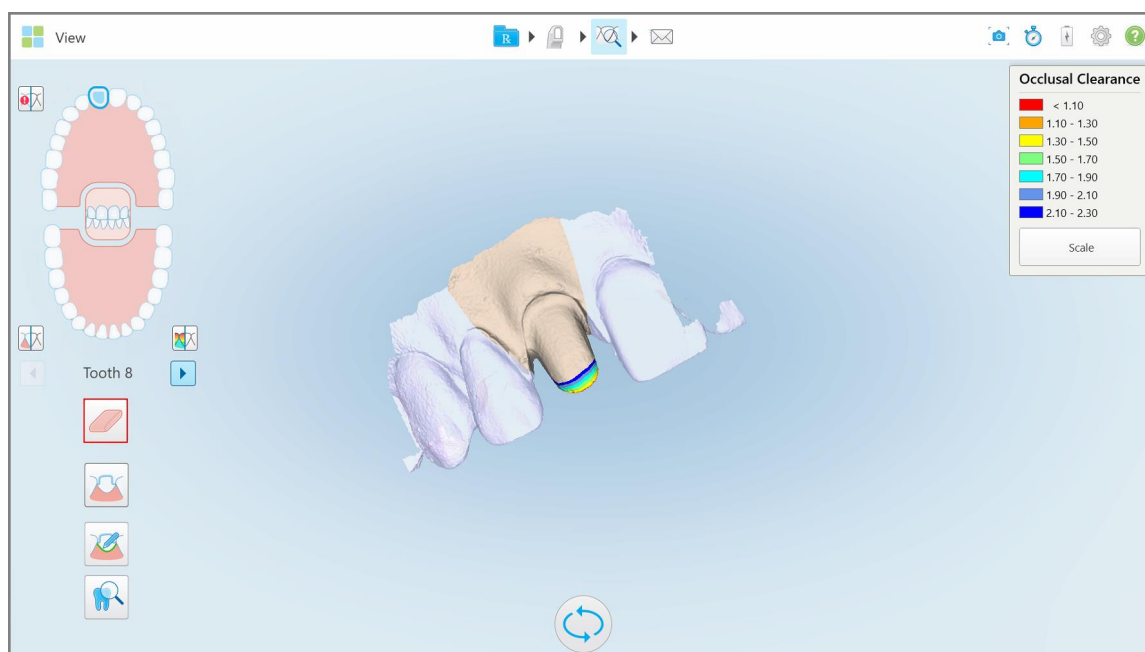 View
R
?
Occlusal Clearance
< 1.10
1.10 - 1.30
1.30 - 1.50
1.50 - 1.70
1.70 - 1.90
1.90 - 2.10
2.10 - 2.30
Scale
Tooth 8